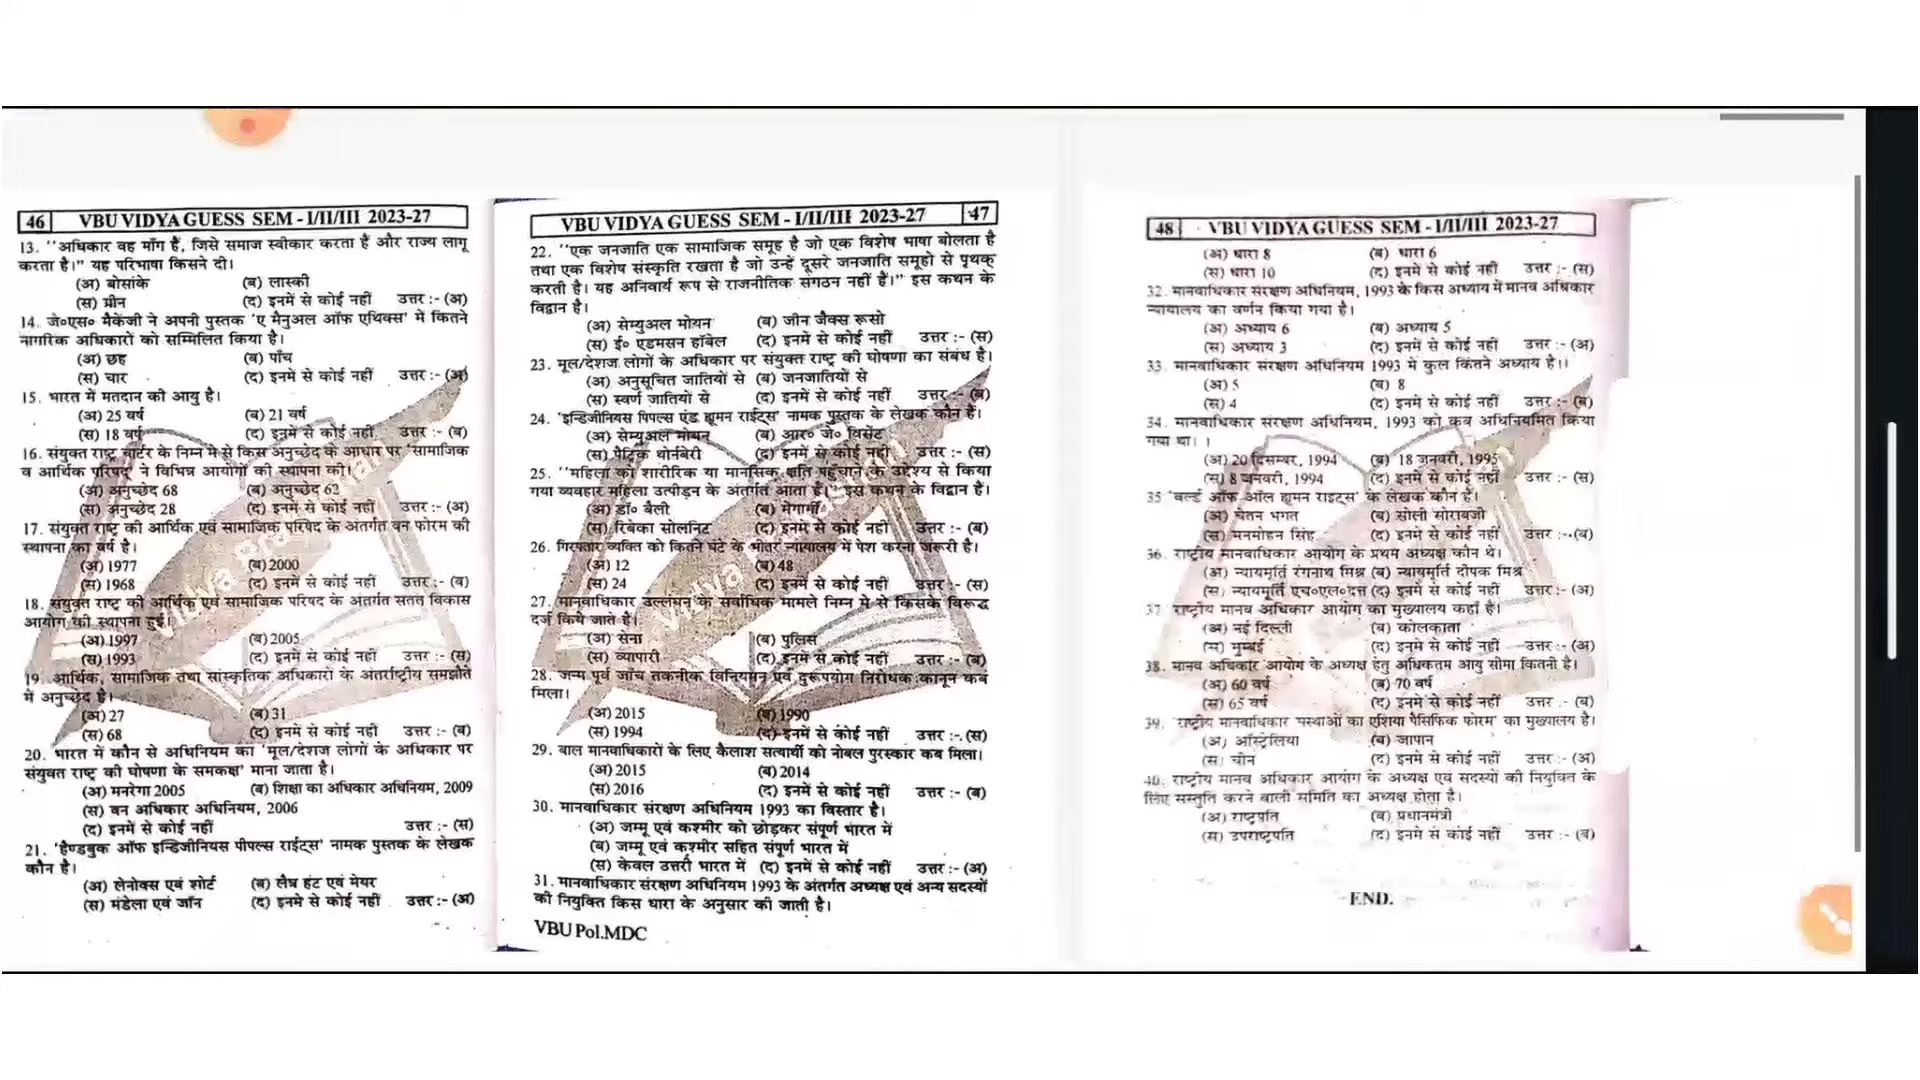 46 VBU VIDYA GUESS SEM - I/II/III 2023-27
13. ''अधिकार वह माँग है, जिसे समाज स्वीकार करता है और राज्य लागू
करता है।'' यह परिभाषा किसने दी।
(अ) बोसांके (ब) लास्की
(स) ग्रीन (द) इनमें से कोई नहीं उत्तर :- (अ)
14. जे०एस० मैकेंजी ने अपनी पुस्तक 'ए मैनुअल ऑफ एथिक्स' में कितने
नागरिक अधिकारों को सम्मिलित किया है।
(अ) छह (ब) पाँच
(स) चार (द) इनमें से कोई नहीं उत्तर :- (अ)
15. भारत में मतदान की आयु है।
(अ) 25 वर्ष (ब) 21 वर्ष
(स) 18 वर्ष (द) इनमें से कोई नहीं उत्तर :- (ब)
16. संयुक्त राष्ट्र चार्टर के निम्न मे से किस अनुच्छेद के आधार पर 'सामाजिक
व आर्थिक परिषद्' ने विभिन्न आयोगों की स्थापना की।
(अ) अनुच्छेद 68 (ब) अनुच्छेद 62
(स) अनुच्छेद 28 (द) इनमें से कोई नहीं उत्तर :- (अ)
17. संयुक्त राष्ट्र की आर्थिक एवं सामाजिक परिषद के अंतर्गत वन फोरम की
स्थापना का वर्ष है।
(अ) 1977 (ब) 2000
(स) 1968 (द) इनमें से कोई नहीं उत्तर :- (ब)
18. संयुक्त राष्ट्र की आर्थिक एवं सामाजिक परिषद के अंतर्गत सतत विकास
आयोग की स्थापना हुई।
(अ) 1997 (ब) 2005
(स) 1993 (द) इनमें से कोई नहीं उत्तर :- (स)
19. आर्थिक, सामाजिक तथा सांस्कृतिक अधिकारों के अंतर्राष्ट्रीय समझौते
में अनुच्छेद है।
(अ) 27 (ब) 31
(स) 68 (द) इनमें से कोई नहीं उत्तर :- (ब)
20. भारत में कौन से अधिनियम का 'मूल/देशज लोगों के अधिकार पर
संयुक्त राष्ट्र की घोषणा के समकक्ष' माना जाता है।
(अ) मनरेगा 2005 (ब) शिक्षा का अधिकार अधिनियम, 2009
(स) वन अधिकार अधिनियम, 2006
(द) इनमें से कोई नहीं उत्तर :- (स)
21. 'हैण्डबुक ऑफ इन्डिजीनियस पीपल्स राईट्स' नामक पुस्तक के लेखक
कौन है।
(अ) लेनोक्स एवं शोर्ट (ब) लैब्र हंट एवं मेयर
(स) मंडेला एवं जॉन (द) इनमे से कोई नहीं उत्तर :- (अ)
VBU VIDYA GUESS SEM - I/II/III 2023-27 47
22. ''एक जनजाति एक सामाजिक समूह है जो एक विशेष भाषा बोलता है
तथा एक विशेष संस्कृति रखता है जो उन्हें दूसरे जनजाति समूहो से पृथक्
करती है। यह अनिवार्य रूप से राजनीतिक संगठन नहीं हैं।'' इस कथन के
विद्वान है।
(अ) सेम्युअल मोयन (ब) जीन जैक्स रूसो
(स) ई० एडमसन हॉबेल (द) इनमें से कोई नहीं उत्तर :- (स)
23. मूल/देशज लोगों के अधिकार पर संयुक्त राष्ट्र की घोषणा का संबंध है।
(अ) अनुसूचित जातियों से (ब) जनजातियों से
(स) स्वर्ण जातियों से (द) इनमें से कोई नहीं उत्तर :- (ब)
24. 'इन्डिजीनियस पिपल्स एंड ह्यूमन राईट्स' नामक पुस्तक के लेखक कौन है।
(अ) सेम्युअल मोयन (ब) आर० जे० विसेंट
(स) पैट्रिक थोर्नबेरी (द) इनमें से कोई नहीं उत्तर :- (स)
25. ''महिला को शारीरिक या मानसिक क्षति पहुँचाने के उद्देश्य से किया
गया व्यवहार महिला उत्पीड़न के अंतर्गत आता है।'' इस कथन के विद्वान है।
(अ) डॉ० बैली (ब) मेगार्गी
(स) रिबेका सोलनिट (द) इनमें से कोई नहीं उत्तर :- (ब)
26. गिरफ्तार व्यक्ति को कितने घंटे के भीतर न्यायालय में पेश करना जरूरी है।
(अ) 12 (ब) 48
(स) 24 (द) इनमें से कोई नहीं उत्तर :- (स)
27. मानवाधिकार उल्लंघन के सर्वाधिक मामले निम्न मे से किसके विरूद्ध
दर्ज किये जाते है।
(अ) सेना (ब) पुलिस
(स) व्यापारी (द) इनमें से कोई नहीं उत्तर :- (ब)
28. जन्म पूर्व जाँच तकनीक विनियमन एवं दुरूपयोग निरोधक कानून कब
मिला।
(अ) 2015 (ब) 1990
(स) 1994 (द) इनमें से कोई नहीं उत्तर :- (स)
29. बाल मानवाधिकारों के लिए कैलाश सत्यार्थी को नोबल पुरस्कार कब मिला।
(अ) 2015 (ब) 2014
(स) 2016 (द) इनमें से कोई नहीं उत्तर :- (ब)
30. मानवाधिकार संरक्षण अधिनियम 1993 का विस्तार है।
(अ) जम्मू एवं कश्मीर को छोड़कर संपूर्ण भारत में
(ब) जम्मू एवं कश्मीर सहित संपूर्ण भारत में
(स) केवल उत्तरी भारत में (द) इनमें से कोई नहीं उत्तर :- (अ)
31. मानवाधिकार संरक्षण अधिनियम 1993 के अंतर्गत अध्यक्ष एवं अन्य सदस्यों
की नियुक्ति किस धारा के अनुसार की जाती है।
VBU Pol.MDC
48 VBU VIDYA GUESS SEM - I/II/III 2023-27
(अ) धारा 8 (ब) धारा 6
(स) धारा 10 (द) इनमें से कोई नहीं उत्तर :- (स)
32. मानवाधिकार संरक्षण अधिनियम, 1993 के किस अध्याय में मानव अधिकार
न्यायालय का वर्णन किया गया है।
(अ) अध्याय 6 (ब) अध्याय 5
(स) अध्याय 3 (द) इनमें से कोई नहीं उत्तर :- (अ)
33. मानवाधिकार संरक्षण अधिनियम 1993 में कुल कितने अध्याय है।।
(अ) 5 (ब) 8
(स) 4 (द) इनमें से कोई नहीं उत्तर :- (ब)
34. मानवाधिकार संरक्षण अधिनियम, 1993 को कब अधिनियमित किया
गया था। ।
(अ) 20 दिसम्बर, 1994 (ब) 18 जनवरी, 1995
(स) 8 जनवरी, 1994 (द) इनमें से कोई नहीं उत्तर :- (स)
35 'वर्ल्ड ऑफ ऑल ह्यूमन राइट्स' के लेखक कौन है।
(अ) चेतन भगत (ब) सोली सोराबजी
(स) मनमोहन सिंह (द) इनमें से कोई नहीं उत्तर :- (ब)
36. राष्ट्रीय मानवाधिकार आयोग के प्रथम अध्यक्ष कौन थे।
(अ) न्यायमूर्ति रंगनाथ मिश्र (ब) न्यायमूर्ति दीपक मिश्र
(स) न्यायमूर्ति एच०एल०दत्त (द) इनमें से कोई नहीं उत्तर :- (अ)
37 राष्ट्रीय मानव अधिकार आयोग का मुख्यालय कहाँ है।
(अ) नई दिल्ली (ब) कोलकाता
(स) मुम्बई (द) इनमें से कोई नहीं उत्तर :- (अ)
38. मानव अधिकार आयोग के अध्यक्ष हेतु अधिकतम आयु सीमा कितनी है।
(अ) 60 वर्ष (ब) 70 वर्ष
(स) 65 वर्ष (द) इनमें से कोई नहीं उत्तर :- (ब)
39. 'राष्ट्रीय मानवाधिकार संस्थाओं का एशिया पैसिफिक फोरम' का मुख्यालय है।
(अ) ऑस्ट्रेलिया (ब) जापान
(स) चीन (द) इनमें से कोई नहीं उत्तर :- (अ)
40. राष्ट्रीय मानव अधिकार आयोग के अध्यक्ष एवं सदस्यों की नियुक्ति के
लिए संस्तुति करने वाली समिति का अध्यक्ष होता है।
(अ) राष्ट्रपति (ब) प्रधानमंत्री
(स) उपराष्ट्रपति (द) इनमे से कोई नहीं उत्तर :- (ब)
END.